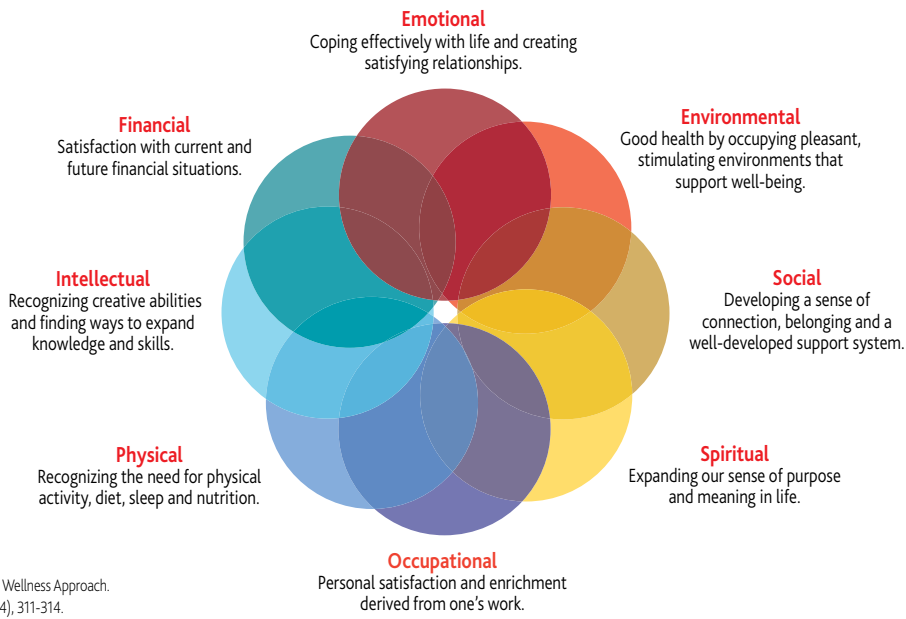 Emotional
Coping effectively with life and creating
satisfying relationships.
Financial
Satisfaction with current and
future financial situations.
Environmental
Good health by occupying pleasant,
stimulating environments that
support well-being.
Intellectual
Recognizing creative abilities
and finding ways to expand
knowledge and skills.
Social
Developing a sense of
connection, belonging and a
well-developed support system.
Physical
Recognizing the need for physical
activity, diet, sleep and nutrition.
Spiritual
Expanding our sense of purpose
and meaning in life.
Occupational
Personal satisfaction and enrichment
derived from one's work.
Wellness Approach.
4), 311-314.